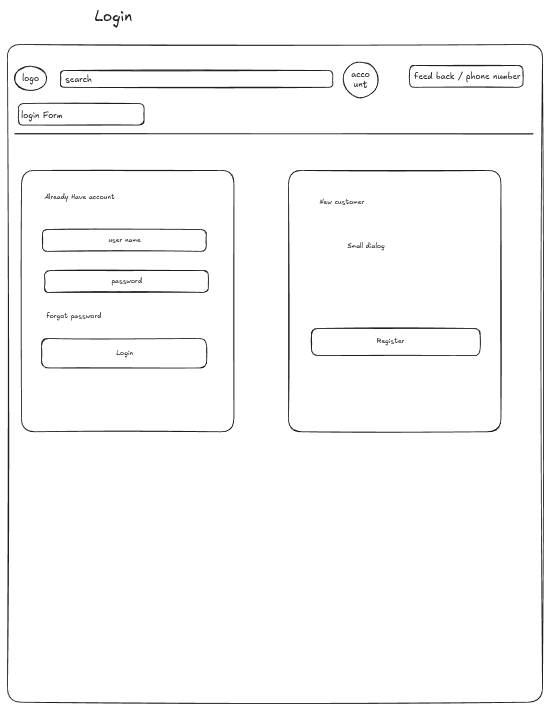 Login
logo
search
acco
unt
feed back / phone number
login Form
Already Have account
user name
password
forgot password
Login
New customer
Small dialog
Register